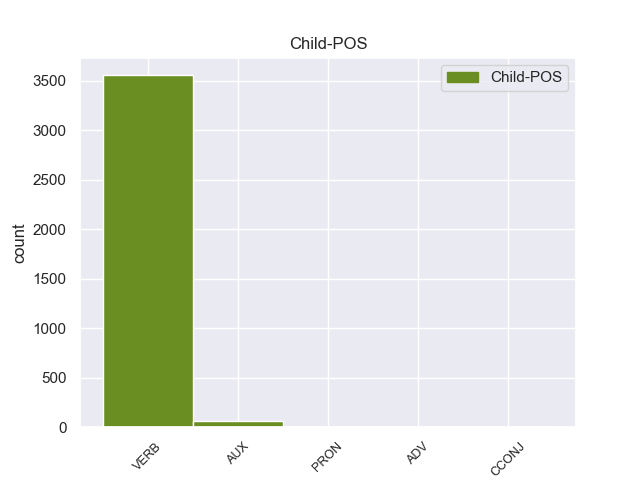 Child-POS
Child-POS
3500
3000
2500
2000
1500
1000
500
0
count
VERB
AUX
PRON
ADV
CCONJ